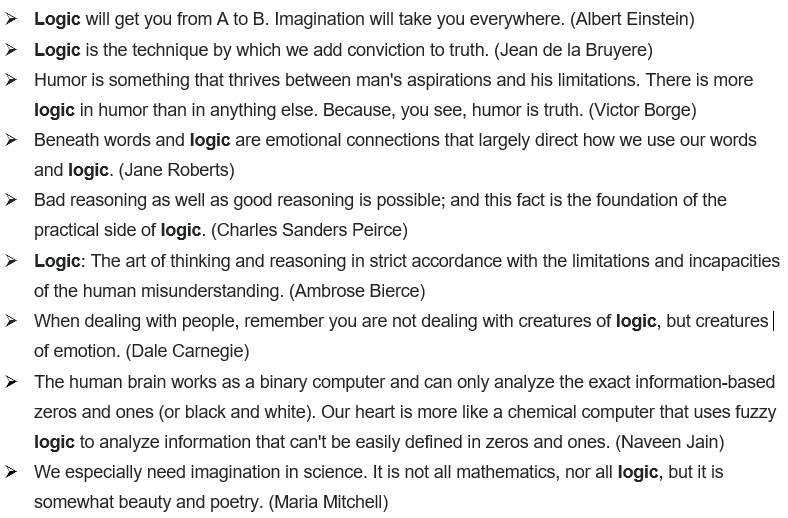 ➢ Logic will get you from A to B. Imagination will take you everywhere. (Albert Einstein)
➢ Logic is the technique by which we add conviction to truth. (Jean de la Bruyere)
➢ Humor is something that thrives between man's aspirations and his limitations. There is more
logic in humor than in anything else. Because, you see, humor is truth. (Victor Borge)
➢ Beneath words and logic are emotional connections that largely direct how we use our words
and logic. (Jane Roberts)
➢ Bad reasoning as well as good reasoning is possible; and this fact is the foundation of the
practical side of logic. (Charles Sanders Peirce)
➢ Logic: The art of thinking and reasoning in strict accordance with the limitations and incapacities
of the human misunderstanding. (Ambrose Bierce)
➢ When dealing with people, remember you are not dealing with creatures of logic, but creatures
of emotion. (Dale Carnegie)
➢ The human brain works as a binary computer and can only analyze the exact information-based
zeros and ones (or black and white). Our heart is more like a chemical computer that uses fuzzy
logic to analyze information that can't be easily defined in zeros and ones. (Naveen Jain)
➢ We especially need imagination in science. It is not all mathematics, nor all logic, but it is
somewhat beauty and poetry. (Maria Mitchell)